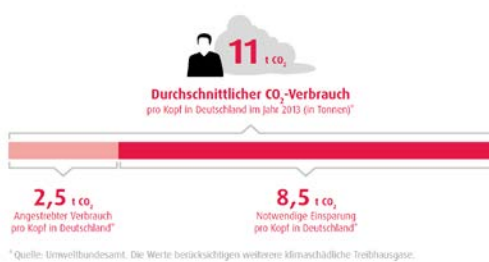 11 t CO₂
Durchschnittlicher CO₂-Verbrauch
pro Kopf in Deutschland im Jahr 2013 (in Tonnen)*
2,5 t CO₂
Angestrebter Verbrauch
pro Kopf in Deutschland*
8,5 t CO₂
Notwendige Einsparung
pro Kopf in Deutschland*
*Quelle: Umweltbundesamt. Die Werte berücksichtigen weiterere klimaschädliche Treibhausgase.